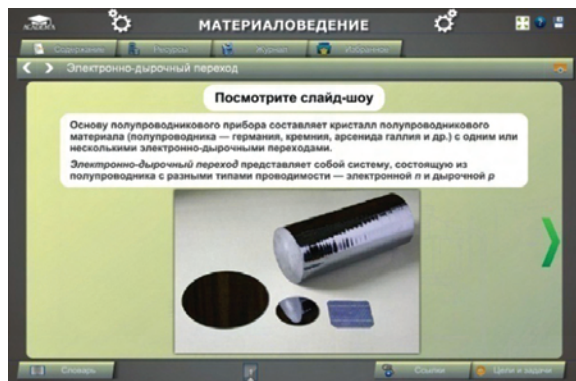 ACADEMIA
МАТЕРИАЛОВЕДЕНИЕ
Содержание
Ресурсы
Журнал
Избранное
Электронно-дырочный переход
Посмотрите слайд-шоу
Основу полупроводникового прибора составляет кристалл полупроводникового
материала (полупроводника — германия, кремния, арсенида галлия и др.) с одним или
несколькими электронно-дырочными переходами.
Электронно-дырочный переход представляет собой систему, состоящую из
полупроводника с разными типами проводимости — электронной n и дырочной p
Словарь
Ссылки
Цели и задачи